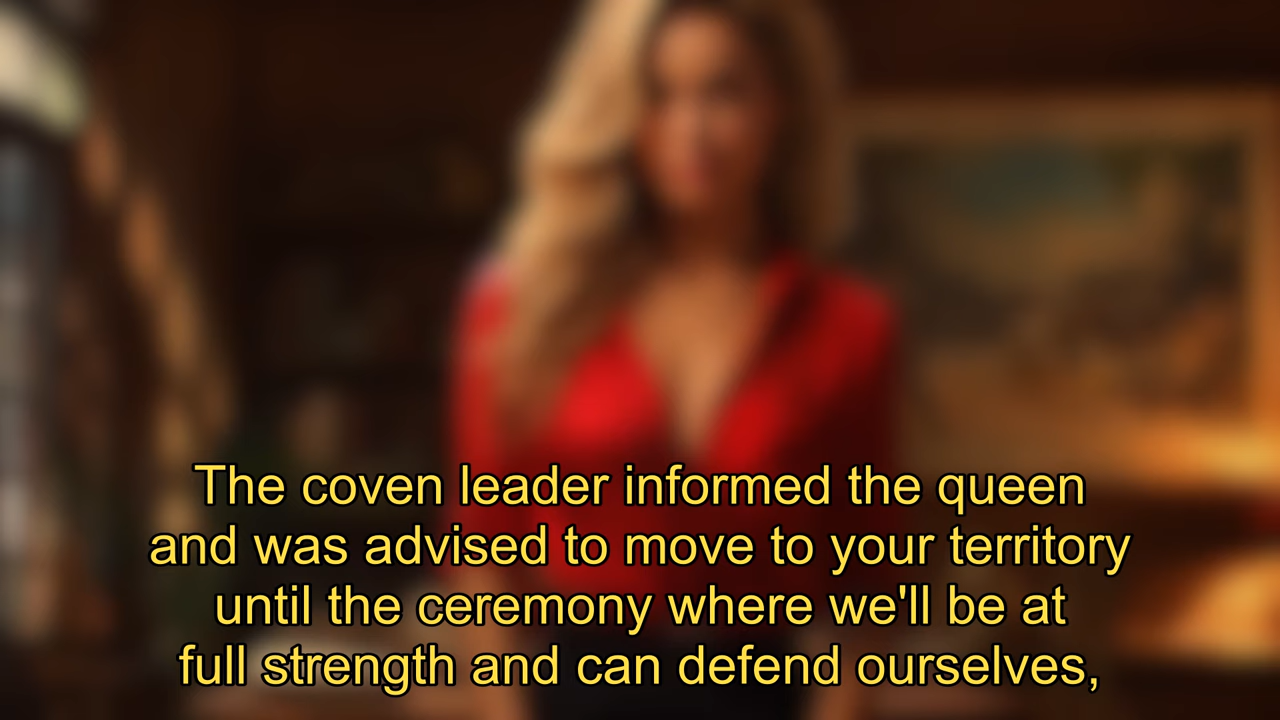 The coven leader informed the queen
and was advised to move to your territory
until the ceremony where we'll be at
full strength and can defend ourselves,